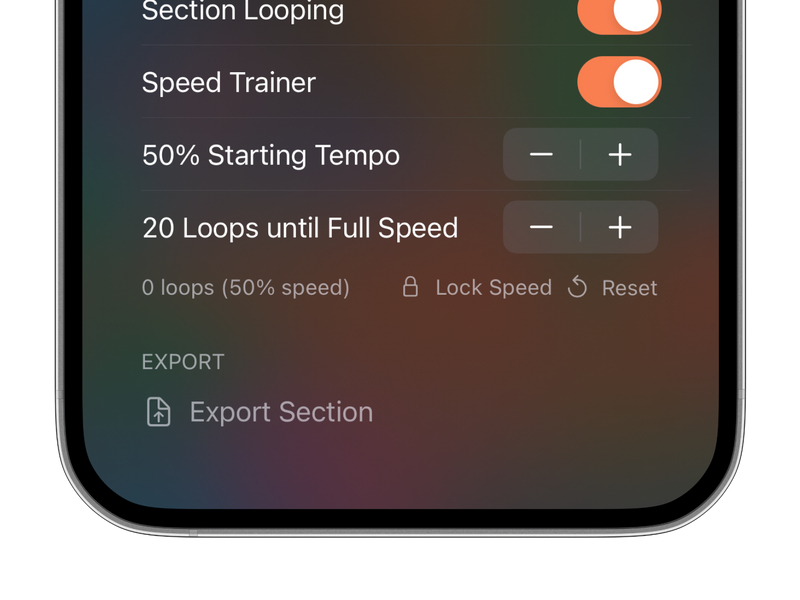 Section Looping
Speed Trainer
50% Starting Tempo
20 Loops until Full Speed
0 loops (50% speed) Lock Speed Reset
EXPORT
Export Section